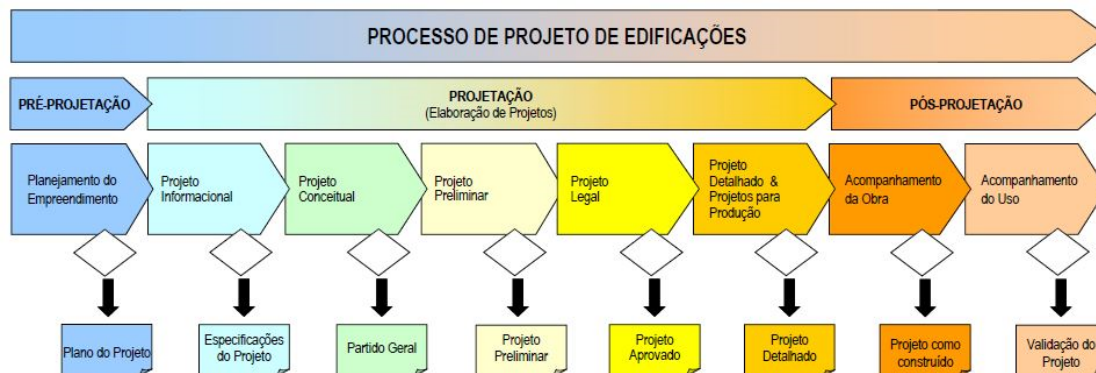 PROCESSO DE PROJETO DE EDIFICAÇÕES
PRÉ-PROJETAÇÃO
PROJETAÇÃO
(Elaboração de Projetos)
PÓS-PROJETAÇÃO
Planejamento do
Empreendimento
Projeto
Informacional
Projeto
Conceitual
Projeto
Preliminar
Projeto
Legal
Projeto
Detalhado &
Projetos para
Produção
Acompanhamento
da Obra
Acompanhamento
do Uso
Plano do Projeto
Especificações
do Projeto
Partido Geral
Projeto
Preliminar
Projeto
Aprovado
Projeto
Detalhado
Projeto como
construído
Validação do
Projeto